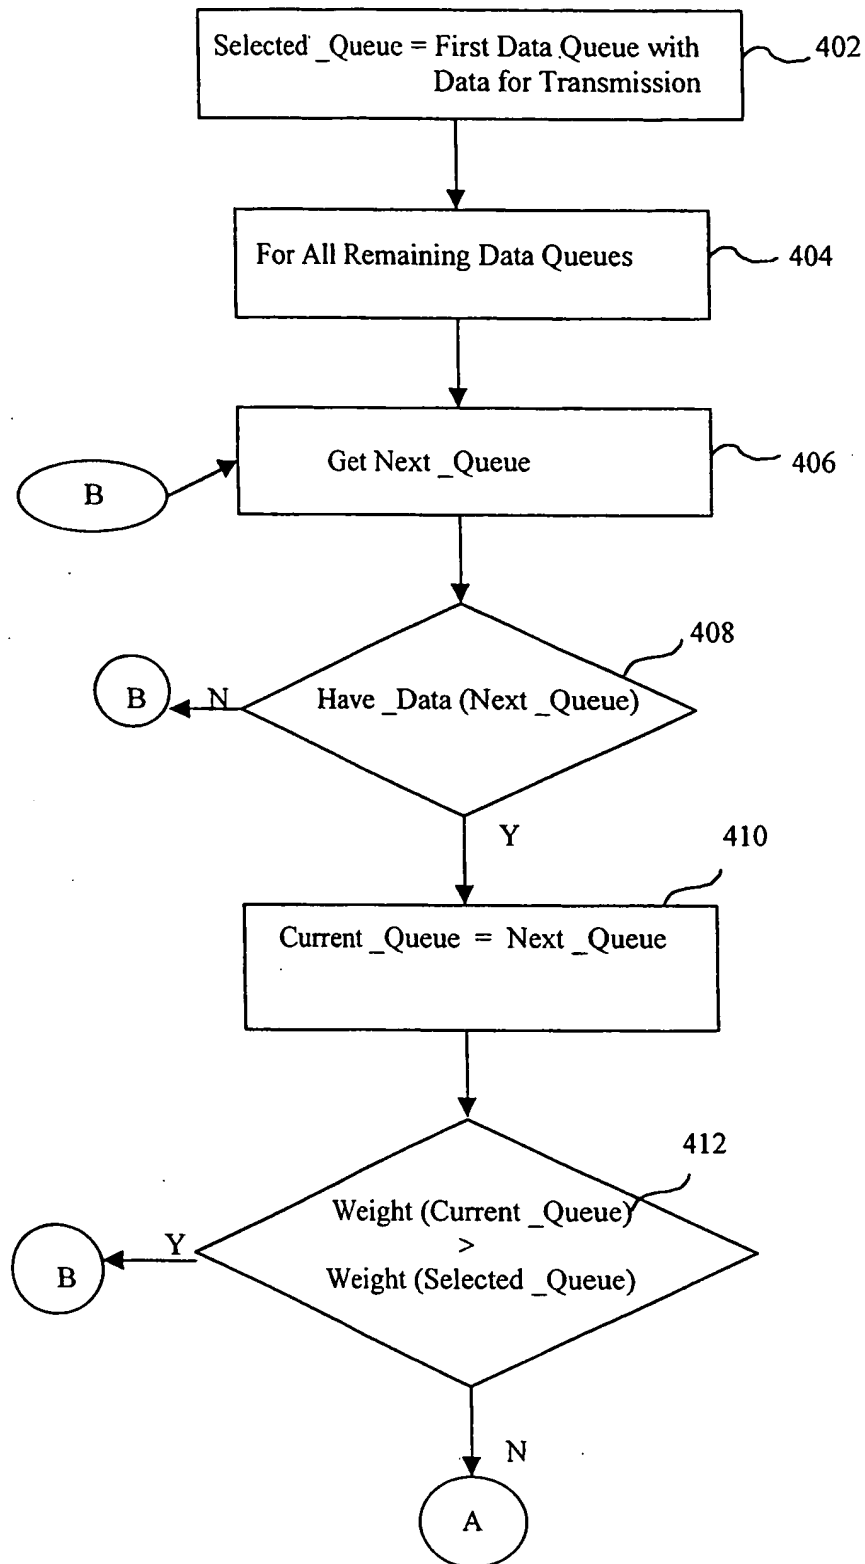 Selected _Queue = First Data Queue with
Data for Transmission
402
For All Remaining Data Queues
404
Get Next _Queue
406
B
408
Have _Data (Next _Queue)
N
B
Y
410
Current _Queue = Next _Queue
412
Weight (Current _Queue)
>
Weight (Selected _Queue)
Y
B
N
A